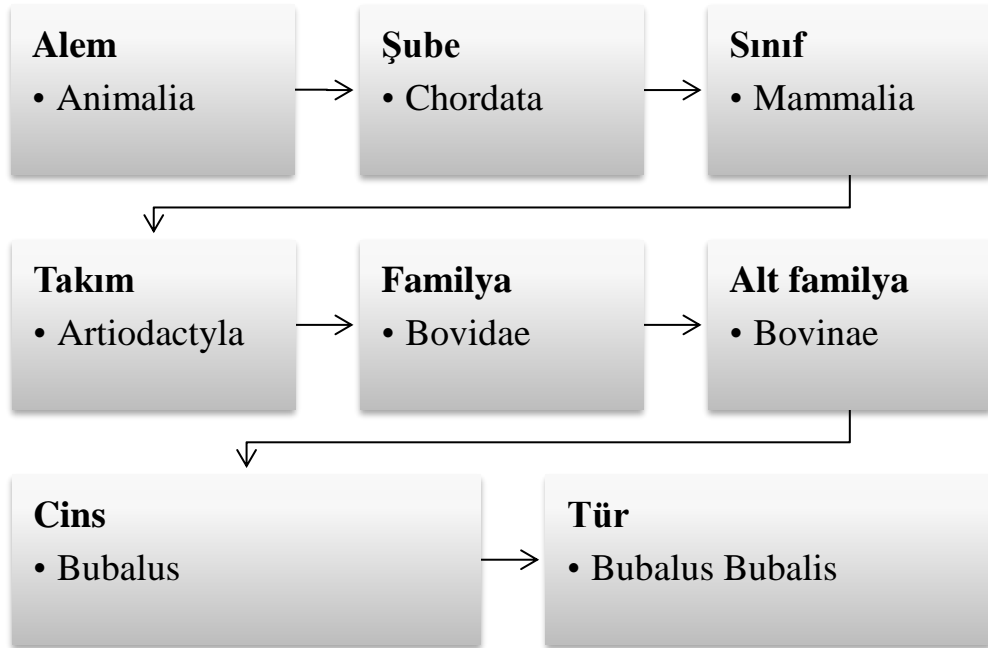 Alem
• Animalia
Şube
• Chordata
Sınıf
• Mammalia
Takım
• Artiodactyla
Familya
• Bovidae
Alt familya
• Bovinae
Cins
• Bubalus
Tür
• Bubalus Bubalis